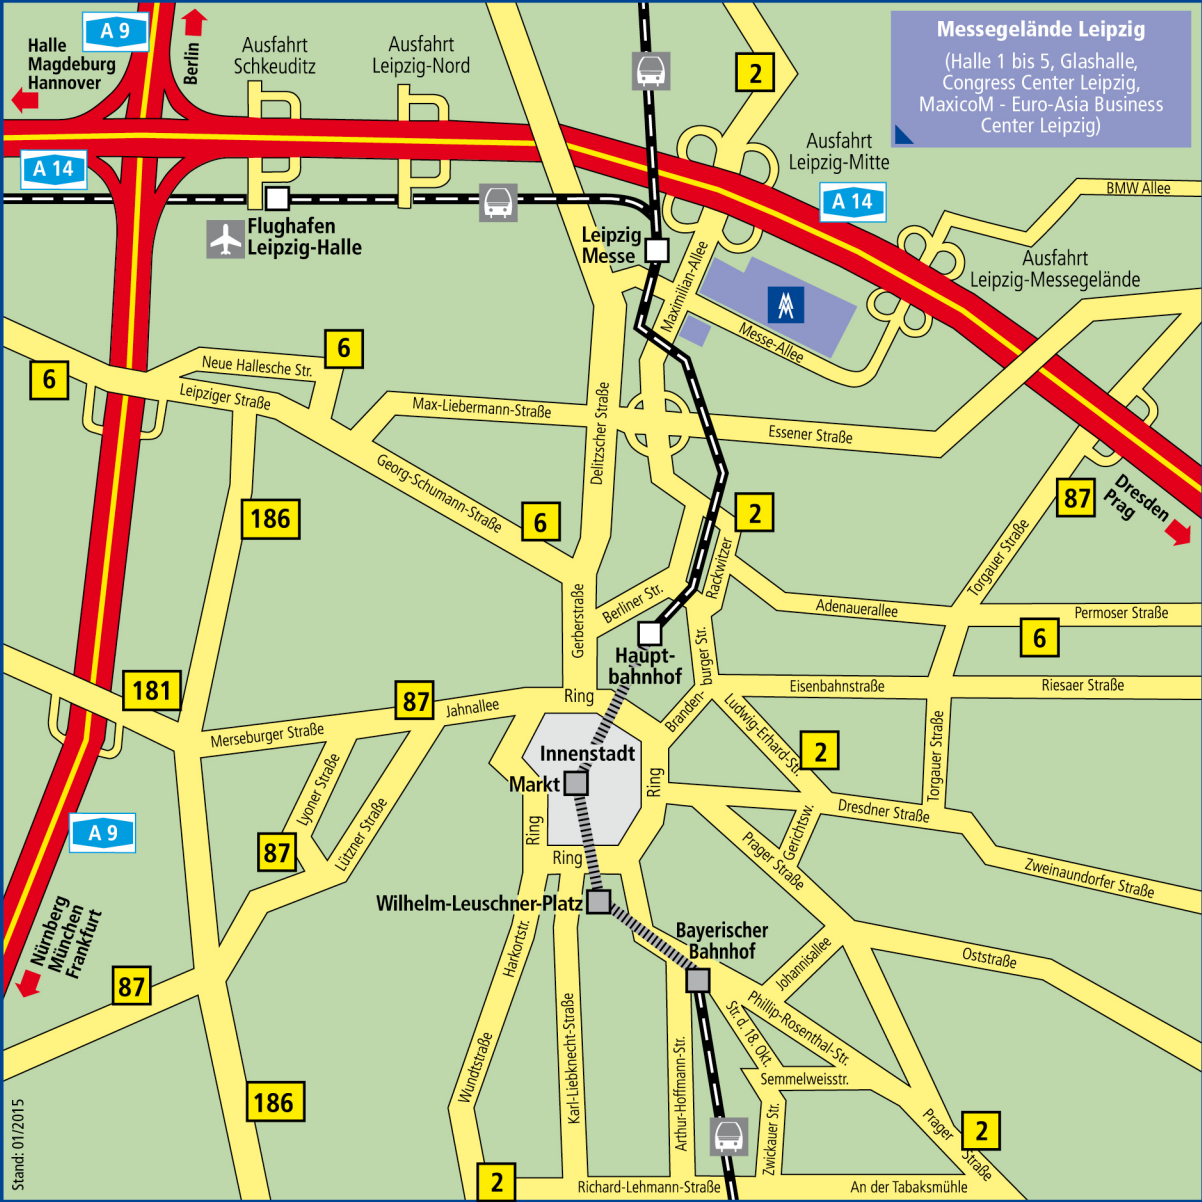 A 9
Halle
Magdeburg
Hannover
Berlin
Ausfahrt
Schkeuditz
Ausfahrt
Leipzig-Nord
2
Messegelände Leipzig
(Halle 1 bis 5, Glashalle,
Congress Center Leipzig,
MaxicoM - Euro-Asia Business
Center Leipzig)
A 14
Ausfahrt
Leipzig-Mitte
A 14
BMW Allee
Flughafen
Leipzig-Halle
Leipzig
Messe
Maximilian-Allee
Ausfahrt
Leipzig-Messegelände
Messe-Allee
6
Neue Hallesche Str.
6
Leipziger Straße
Max-Liebermann-Straße
Delitzscher Straße
Essener Straße
Georg-Schumann-Straße
186
6
2
87
Dresden
Prag
Torgauer Straße
Rackwitzer
Gerberstraße
Berliner Str.
Adenauerallee
Permoser Straße
6
Haupt-
bahnhof
Branden-
burger Str.
181
87
Jahnallee
Ring
Eisenbahnstraße
Riesaer Straße
Merseburger Straße
Ludwig-Erhard-Str.
2
Torgauer Straße
Innenstadt
Markt
Ring
Ring
Ring
Lyoner Straße
Lützner Straße
87
A 9
Dresdner Straße
Gerichtsw.
Prager Straße
Zweinaundorfer Straße
Wilhelm-Leuschner-Platz
Bayerischer
Bahnhof
Nürnberg
München
Frankfurt
87
Harkortstr.
Johannisallee
Oststraße
Phillip-Rosenthal-Str.
Str. d. 18. Okt.
Wundtstraße
Karl-Liebknecht-Straße
Arthur-Hoffmann-Str.
Semmelweisstr.
Zwickauer Str.
186
Prager
Straße
2
2
Richard-Lehmann-Straße
An der Tabaksmühle
Stand: 01/2015